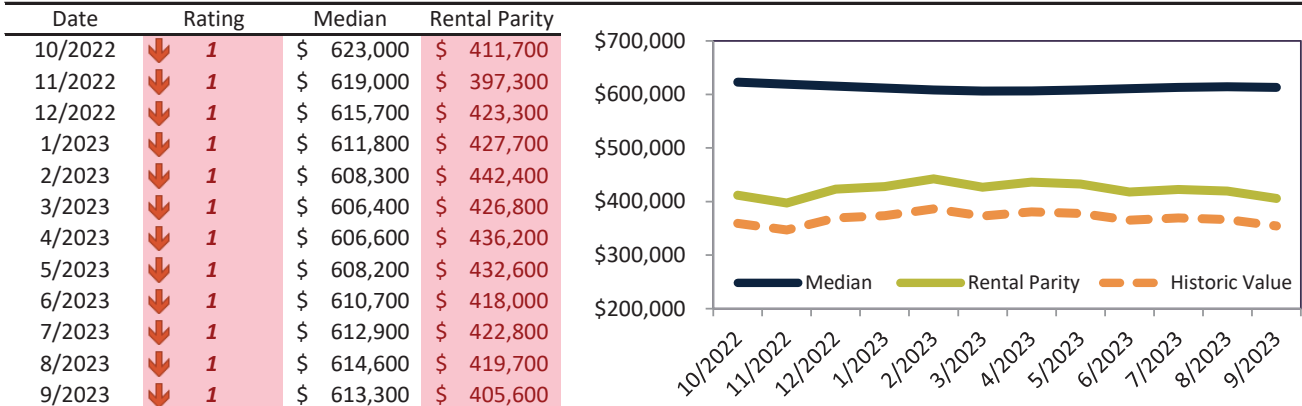 Date Rating Median Rental Parity
10/2022 1 $ 623,000 $ 411,700
11/2022 1 $ 619,000 $ 397,300
12/2022 1 $ 615,700 $ 423,300
1/2023 1 $ 611,800 $ 427,700
2/2023 1 $ 608,300 $ 442,400
3/2023 1 $ 606,400 $ 426,800
4/2023 1 $ 606,600 $ 436,200
5/2023 1 $ 608,200 $ 432,600
6/2023 1 $ 610,700 $ 418,000
7/2023 1 $ 612,900 $ 422,800
8/2023 1 $ 614,600 $ 419,700
9/2023 1 $ 613,300 $ 405,600
$700,000
$600,000
$500,000
$400,000
$300,000
$200,000
Median Rental Parity Historic Value
10/2022 11/2022 12/2022 1/2023 2/2023 3/2023 4/2023 5/2023 6/2023 7/2023 8/2023 9/2023